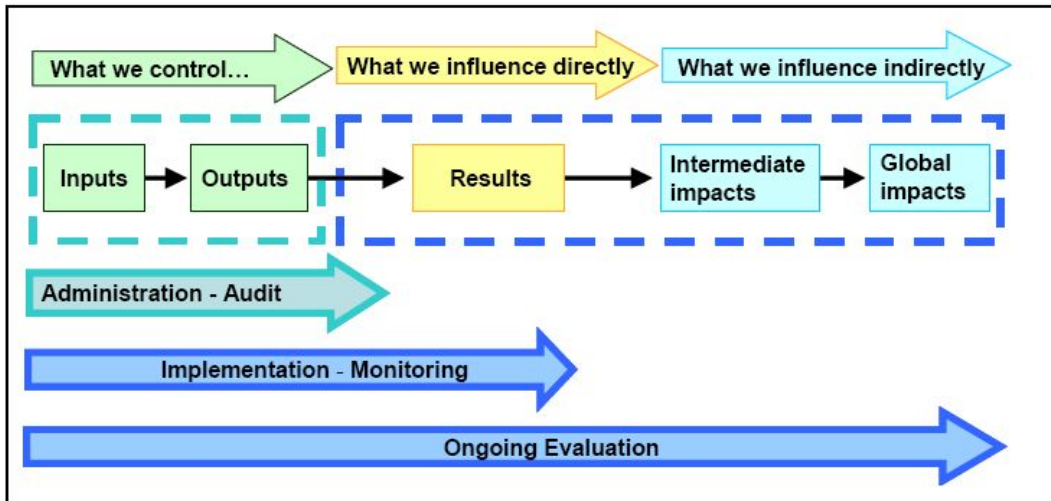 What we control…
What we influence directly
What we influence indirectly
Inputs
Outputs
Results
Intermediate
impacts
Global
impacts
Administration - Audit
Implementation - Monitoring
Ongoing Evaluation